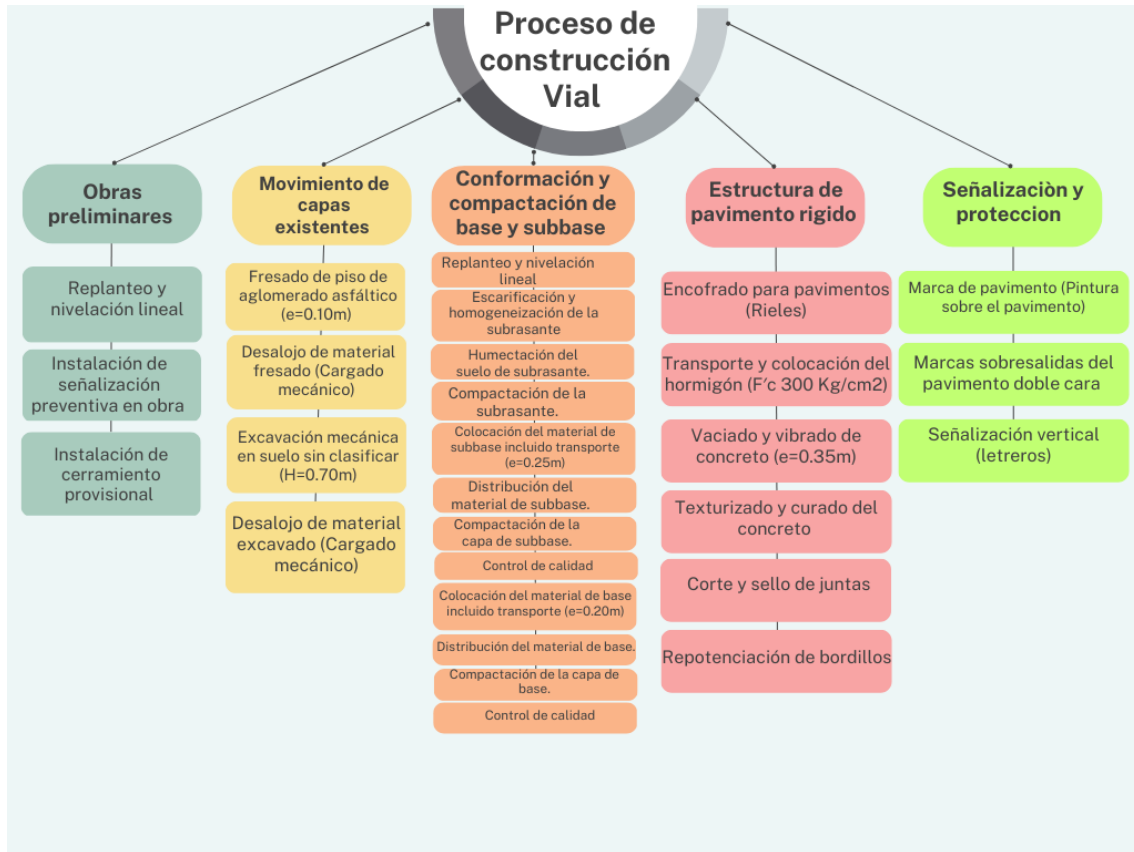 Proceso de
construcción
Vial
Obras
preliminares
Replanteo y
nivelación lineal
Instalación de
señalización
preventiva en obra
Instalación de
cerramiento
provisional
Movimiento de
capas
existentes
Fresado de piso de
aglomerado asfáltico
(e=0.10m)
Desalojo de material
fresado (Cargado
mecánico)
Excavación mecánica
en suelo sin clasificar
(H=0.70m)
Desalojo de material
excavado (Cargado
mecánico)
Conformación y
compactación de
base y subbase
Replanteo y nivelación
lineal
Escarificación y
homogeneización de la
subrasante
Humectación del
suelo de subrasante.
Compactación de la
subrasante.
Colocación del material de
subbase incluido transporte
(e=0.25m)
Distribución del
material de subbase.
Compactación de la
capa de subbase.
Control de calidad
Colocación del material de base
incluido transporte (e=0.20m)
Distribución del material de base.
Compactación de la capa de
base.
Control de calidad
Estructura de
pavimento rigido
Encofrado para pavimentos
(Rieles)
Transporte y colocación del
hormigón (F'c 300 Kg/cm2)
Vaciado y vibrado de
concreto (e=0.35m)
Texturizado y curado del
concreto
Corte y sello de juntas
Repotenciación de bordillos
Señalizaciòn y
proteccion
Marca de pavimento (Pintura
sobre el pavimento)
Marcas sobresalidas del
pavimento doble cara
Señalización vertical
(letreros)